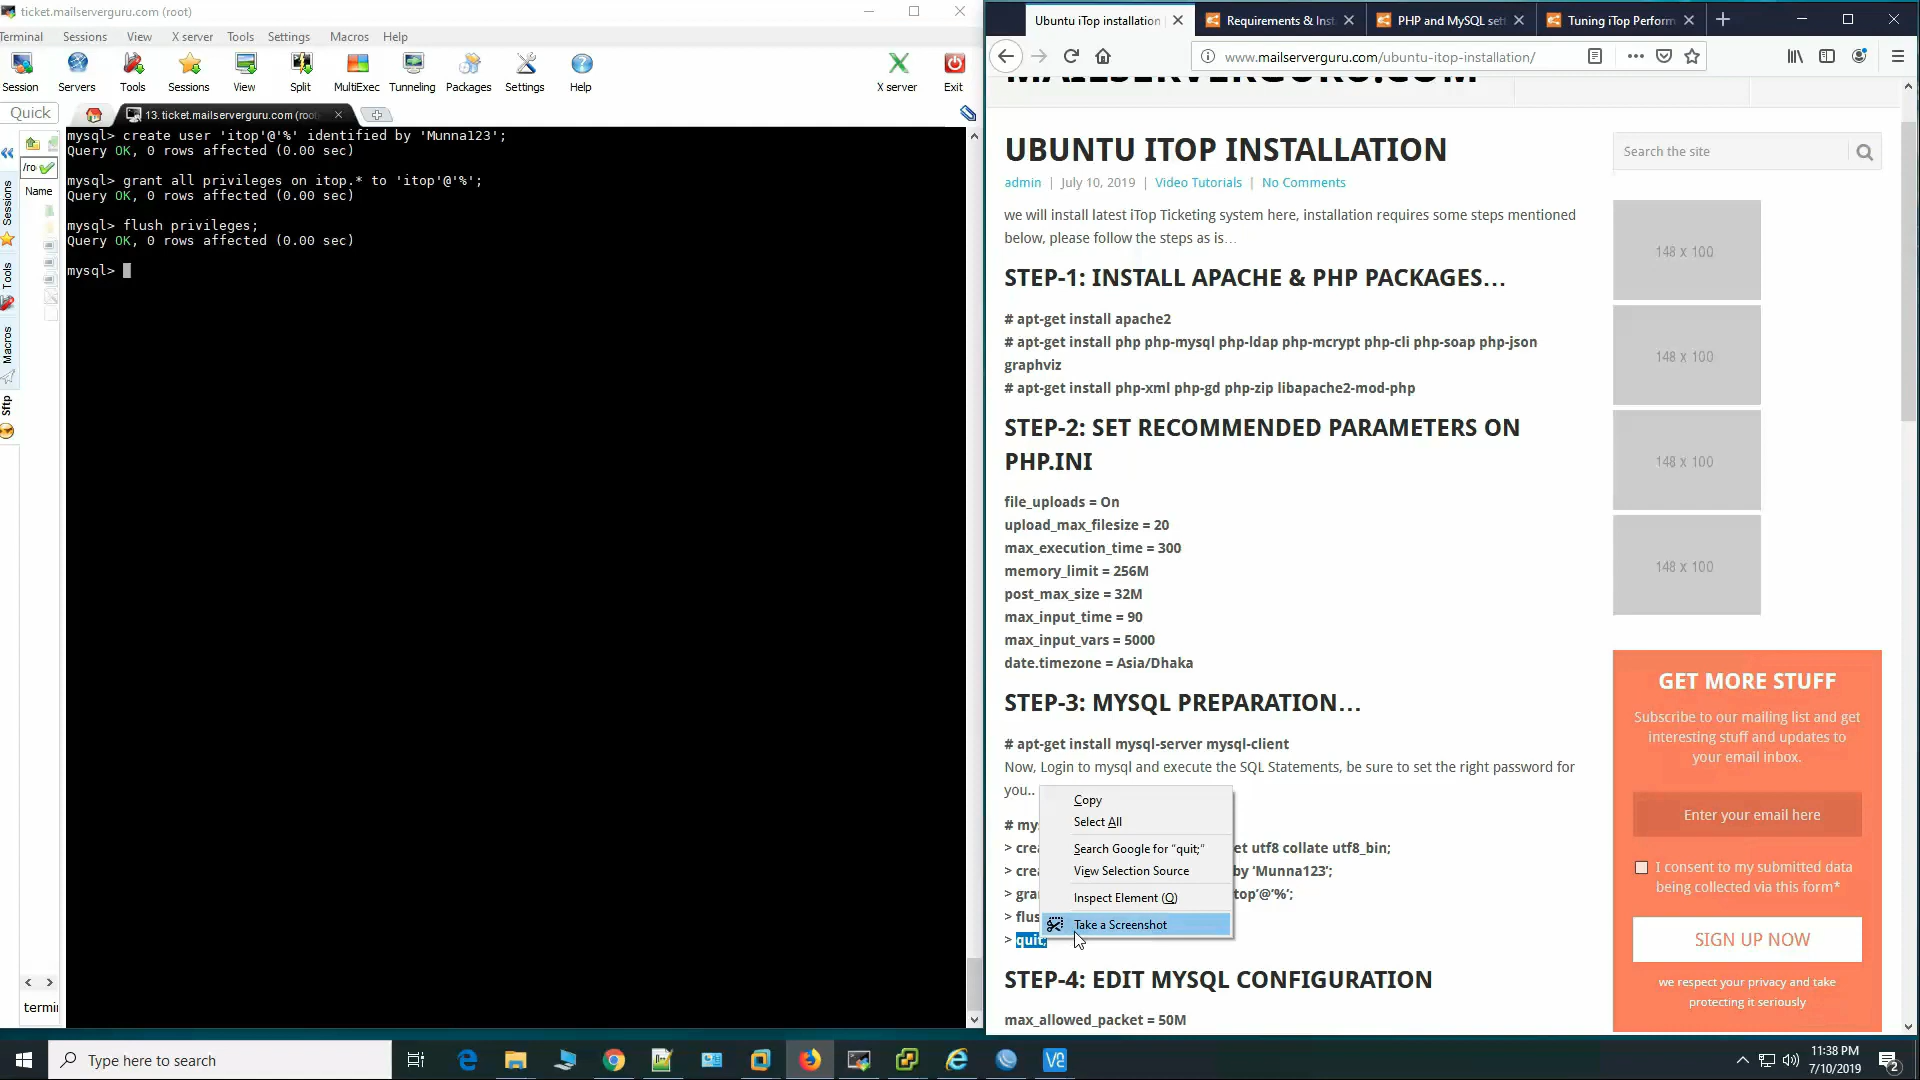 ticket.mailserverguru.com (root)
Terminal Sessions View X server Tools Settings Macros Help
Session Servers Tools Sessions View Split MultiExec Tunneling Packages Settings Help X server Exit
Quick
13. ticket.mailserverguru.com (root
/ro
Name
Sessions
Tools
Macros
Sftp
termi
mysql> create user 'itop'@'%' identified by 'Munna123';
Query OK, 0 rows affected (0.00 sec)
mysql> grant all privileges on itop.* to 'itop'@'%';
Query OK, 0 rows affected (0.00 sec)
mysql> flush privileges;
Query OK, 0 rows affected (0.00 sec)
mysql>
Ubuntu iTop installation
Requirements & Inst
PHP and MySQL sett
Tuning iTop Perform
www.mailserverguru.com/ubuntu-itop-installation/
MAILSERVERGURU.COM
UBUNTU ITOP INSTALLATION
admin | July 10, 2019 | Video Tutorials | No Comments
we will install latest iTop Ticketing system here, installation requires some steps mentioned
below, please follow the steps as is…
STEP-1: INSTALL APACHE & PHP PACKAGES…
# apt-get install apache2
# apt-get install php php-mysql php-ldap php-mcrypt php-cli php-soap php-json
graphviz
# apt-get install php-xml php-gd php-zip libapache2-mod-php
STEP-2: SET RECOMMENDED PARAMETERS ON
PHP.INI
file_uploads = On
upload_max_filesize = 20
max_execution_time = 300
memory_limit = 256M
post_max_size = 32M
max_input_time = 90
max_input_vars = 5000
date.timezone = Asia/Dhaka
STEP-3: MYSQL PREPARATION…
# apt-get install mysql-server mysql-client
Now, Login to mysql and execute the SQL Statements, be sure to set the right password for
you..
# my
> crea et utf8 collate utf8_bin;
> crea by ‘Munna123’;
> gran top’@’%’;
> flus
> quit;
Copy
Select All
Search Google for “quit;”
View Selection Source
Inspect Element (Q)
Take a Screenshot
STEP-4: EDIT MYSQL CONFIGURATION
max_allowed_packet = 50M
Search the site
148 x 100
148 x 100
148 x 100
148 x 100
GET MORE STUFF
Subscribe to our mailing list and get
interesting stuff and updates to
your email inbox.
Enter your email here
I consent to my submitted data
being collected via this form*
SIGN UP NOW
we respect your privacy and take
protecting it seriously
Type here to search
11:38 PM
7/10/2019
2